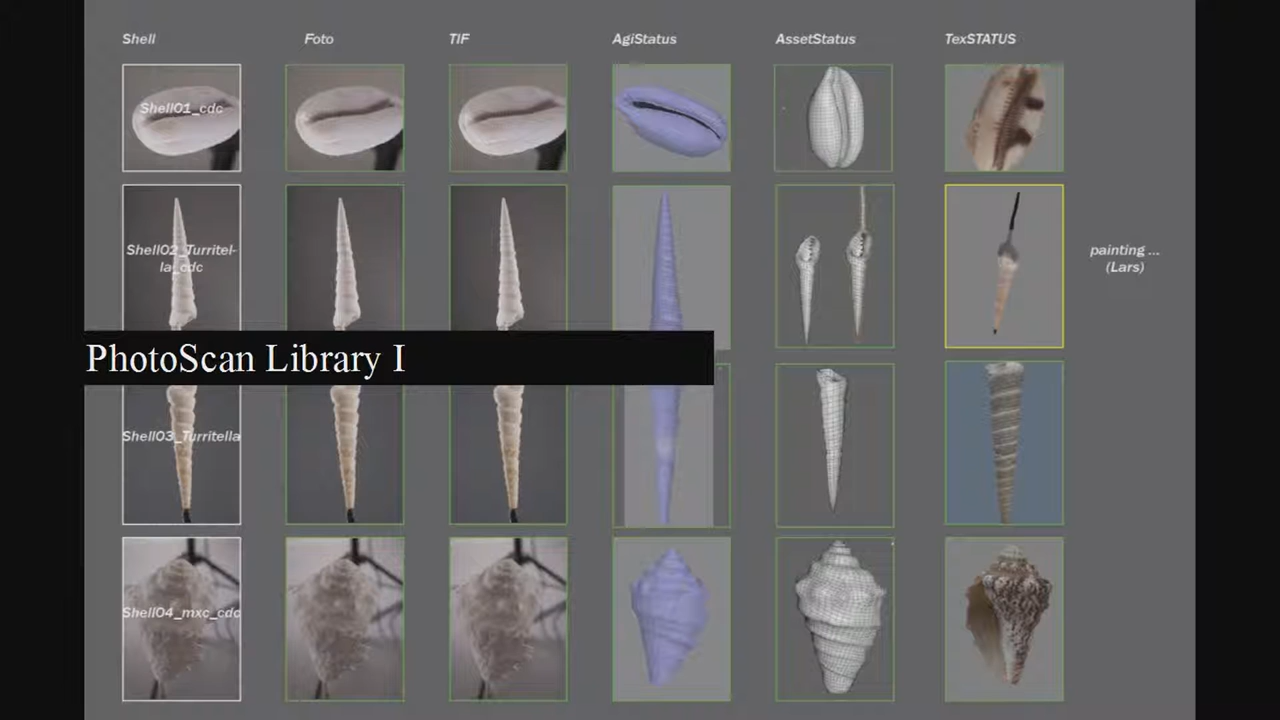 Shell Foto TIF AgiStatus AssetStatus TexSTATUS
Shell01_cdc
Shell02_Turritel-
la_cdc
painting ...
(Lars)
PhotoScan Library I
Shell03_Turritella
Shell04_mxc_cdc